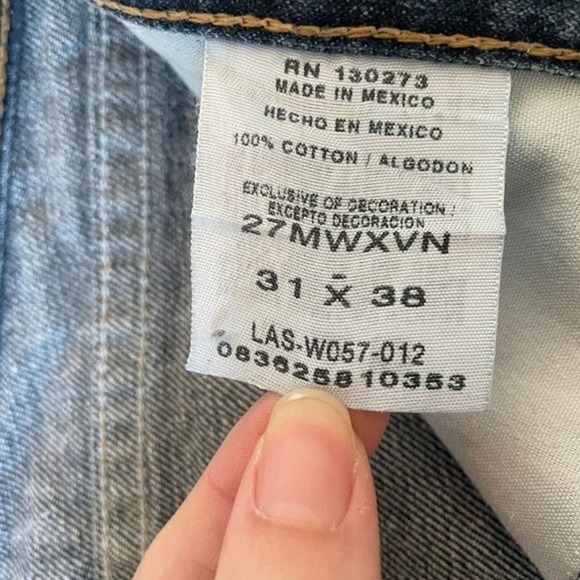 RN 130273
MADE IN MEXICO
HECHO EN MEXICO
100% COTTON / ALGODON
EXCLUSIVE OF DECORATION /
EXCEPTO DECORACION
27MWXVN
31 X 38
LAS-W057-012
083625810353